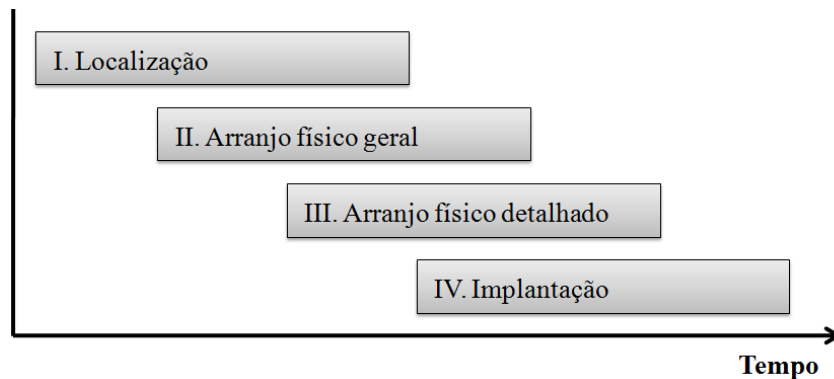 I. Localização
II. Arranjo físico geral
III. Arranjo físico detalhado
IV. Implantação
Tempo